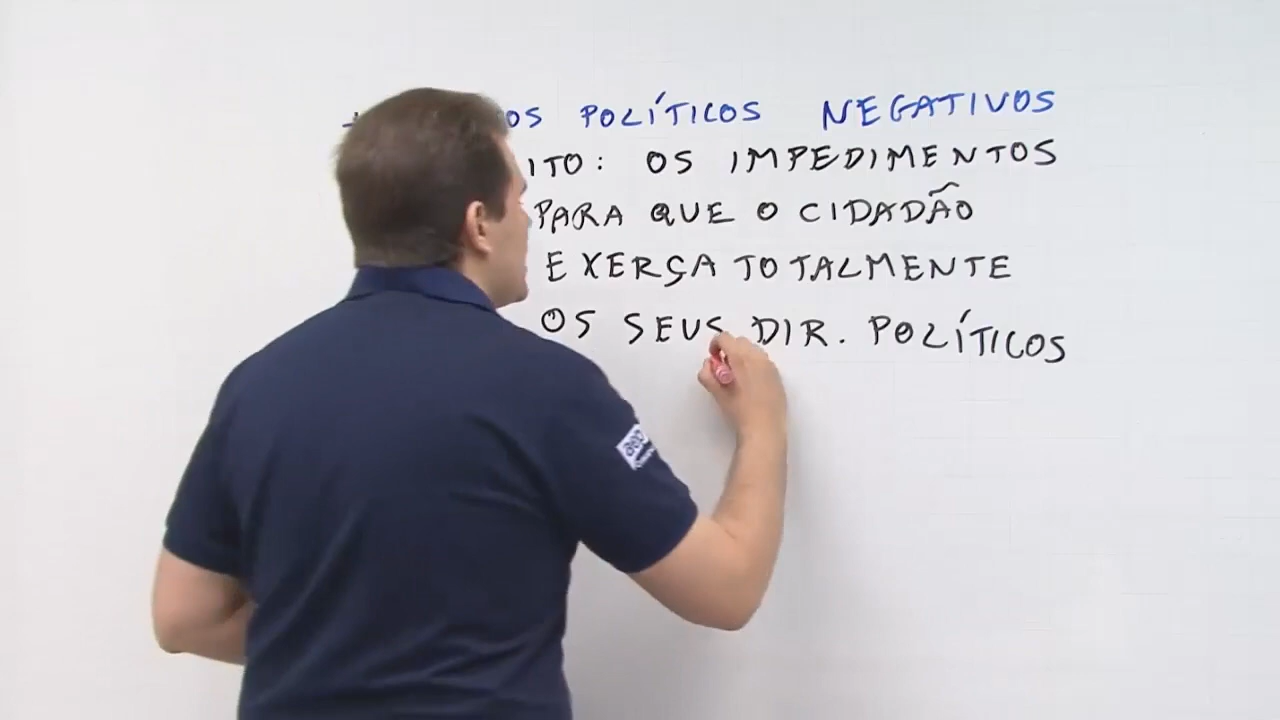 OS POLÍTICOS NEGATIVOS
ITO: OS IMPEDIMENTOS
PARA QUE O CIDADÃO
EXERÇA TOTALMENTE
OS SEUS DIR. POLÍTICOS